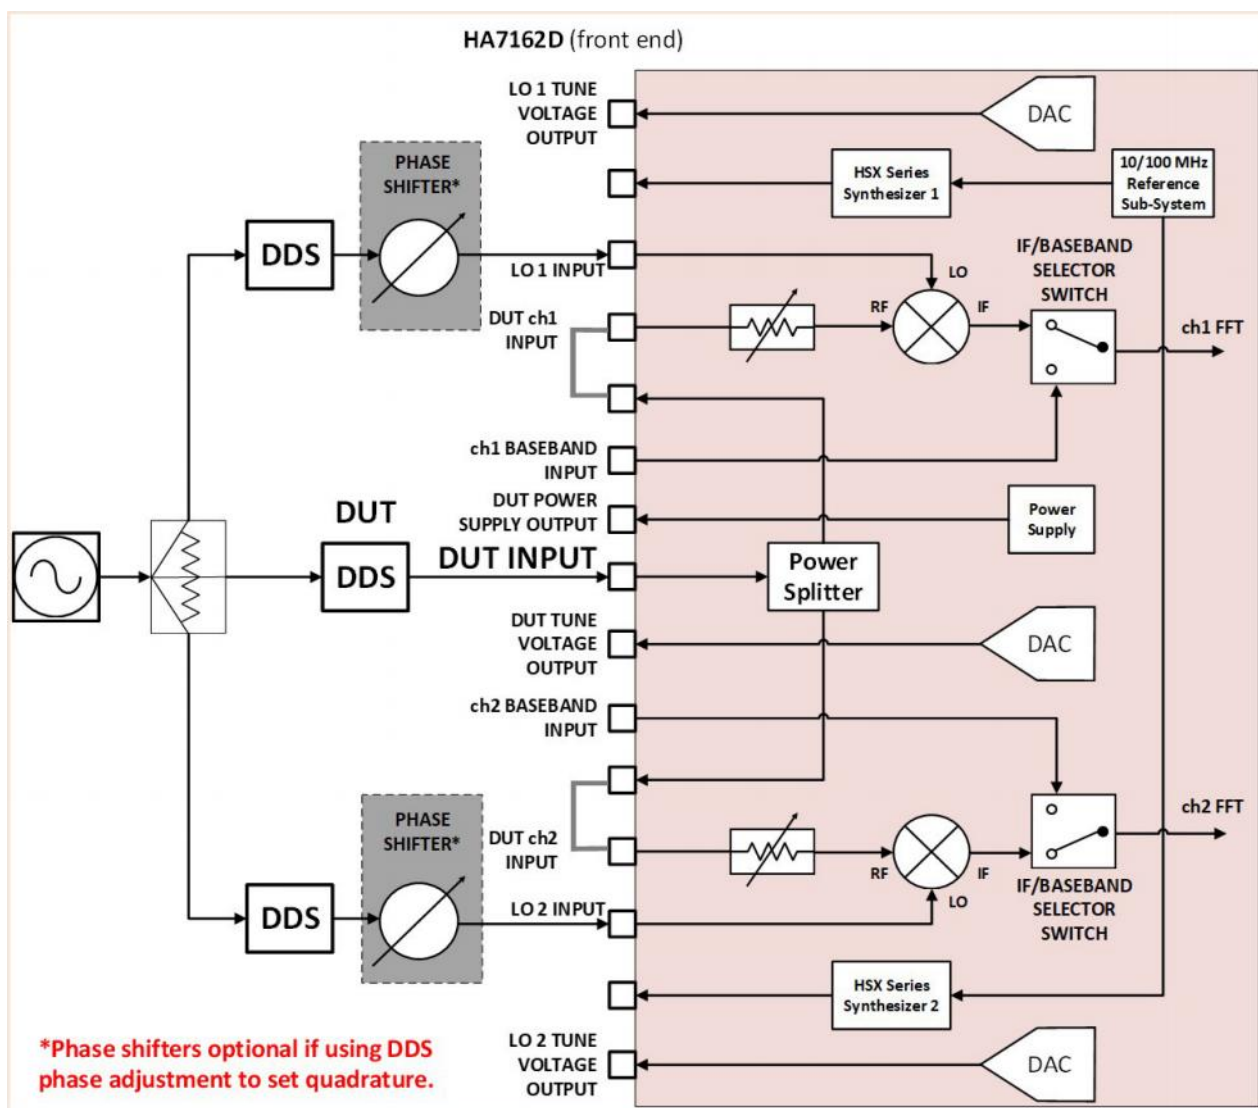 HA7162D (front end)
LO 1 TUNE
VOLTAGE
OUTPUT
DAC
PHASE
SHIFTER*
HSX Series
Synthesizer 1
10/100 MHz
Reference
Sub-System
DDS
LO 1 INPUT
LO
IF/BASEBAND
SELECTOR
SWITCH
DUT ch1
INPUT
RF
IF
ch1 FFT
ch1 BASEBAND
INPUT
DUT POWER
SUPPLY OUTPUT
Power
Supply
DUT
DDS
DUT INPUT
Power
Splitter
DUT TUNE
VOLTAGE
OUTPUT
DAC
ch2 BASEBAND
INPUT
PHASE
SHIFTER*
DUT ch2
INPUT
RF
IF
LO
ch2 FFT
IF/BASEBAND
SELECTOR
SWITCH
DDS
LO 2 INPUT
HSX Series
Synthesizer 2
LO 2 TUNE
VOLTAGE
OUTPUT
DAC
*Phase shifters optional if using DDS
phase adjustment to set quadrature.